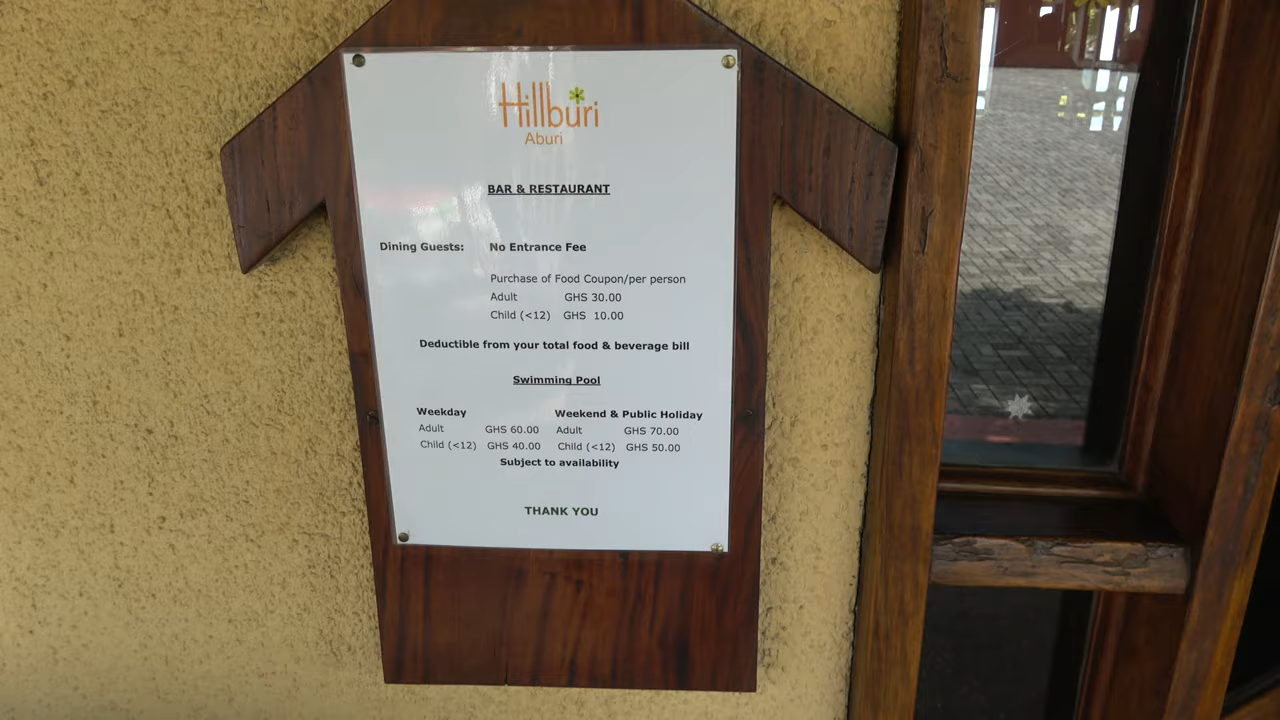 Hillburi
Aburi
BAR & RESTAURANT
Dining Guests: No Entrance Fee
Purchase of Food Coupon/per person
Adult GHS 30.00
Child (<12) GHS 10.00
Deductible from your total food & beverage bill
Swimming Pool
Weekday Weekend & Public Holiday
Adult GHS 60.00 Adult GHS 70.00
Child (<12) GHS 40.00 Child (<12) GHS 50.00
Subject to availability
THANK YOU